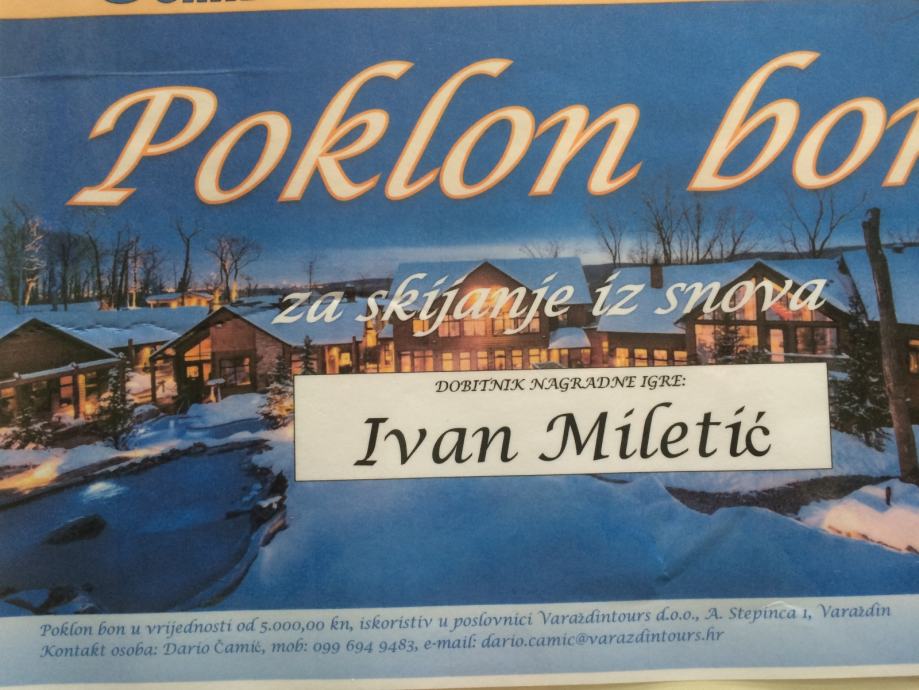 Poklon bon
za skijanje iz snova
DOBITNIK NAGRADNE IGRE:
Ivan Miletić
Poklon bon u vrijednosti od 5.000,00 kn, iskoristiv u poslovnici Varaždintours d.o.o., A. Stepinca 1, Varaždin
Kontakt osoba: Dario Čamić, mob: 099 694 9483, e-mail: dario.camic@varazdintours.hr